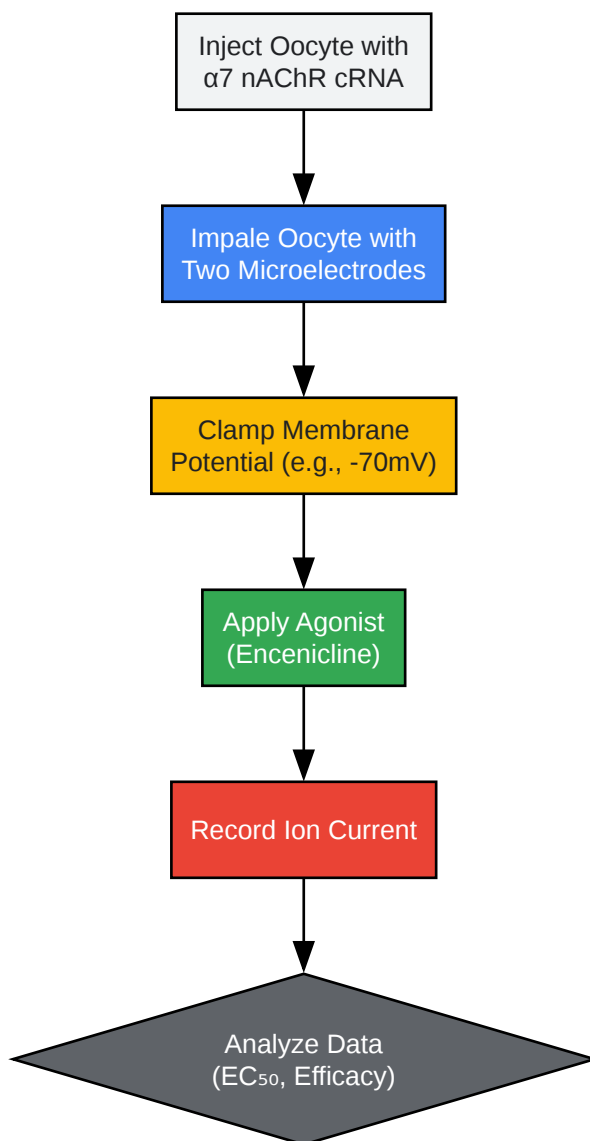 Inject Oocyte with
α7 nAChR cRNA
Impale Oocyte with
Two Microelectrodes
Clamp Membrane
Potential (e.g., -70mV)
Apply Agonist
(Encenicline)
Record Ion Current
Analyze Data
(EC₅₀, Efficacy)